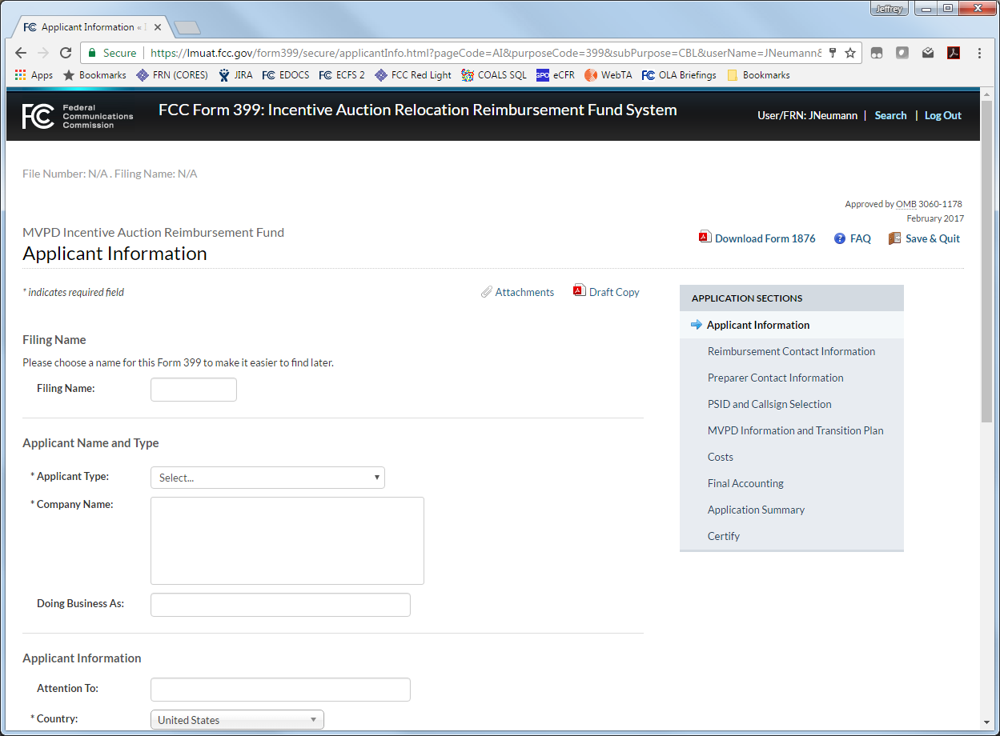 Jeffrey
FC Applicant Information «
Secure
https://lmuat.fcc.gov/form399/secure/applicantInfo.html?pageCode=AI&purposeCode=399&subPurpose=CBL&userName=JNeumann&
Apps Bookmarks FRN (CORES) JIRA FC EDOCS FC ECFS 2 FCC Red Light COALS SQL GPO eCFR WebTA FC OLA Briefings Bookmarks
FCC Federal
Communications
Commission
FCC Form 399: Incentive Auction Relocation Reimbursement Fund System
User/FRN: JNeumann | Search | Log Out
File Number: N/A . Filing Name: N/A
Approved by OMB 3060-1178
February 2017
MVPD Incentive Auction Reimbursement Fund
Download Form 1876 ? FAQ Save & Quit
Applicant Information
* indicates required field
Attachments Draft Copy
Filing Name
Please choose a name for this Form 399 to make it easier to find later.
Filing Name:
Applicant Name and Type
* Applicant Type: Select...
* Company Name:
Doing Business As:
Applicant Information
Attention To:
* Country: United States
APPLICATION SECTIONS
Applicant Information
Reimbursement Contact Information
Preparer Contact Information
PSID and Callsign Selection
MVPD Information and Transition Plan
Costs
Final Accounting
Application Summary
Certify